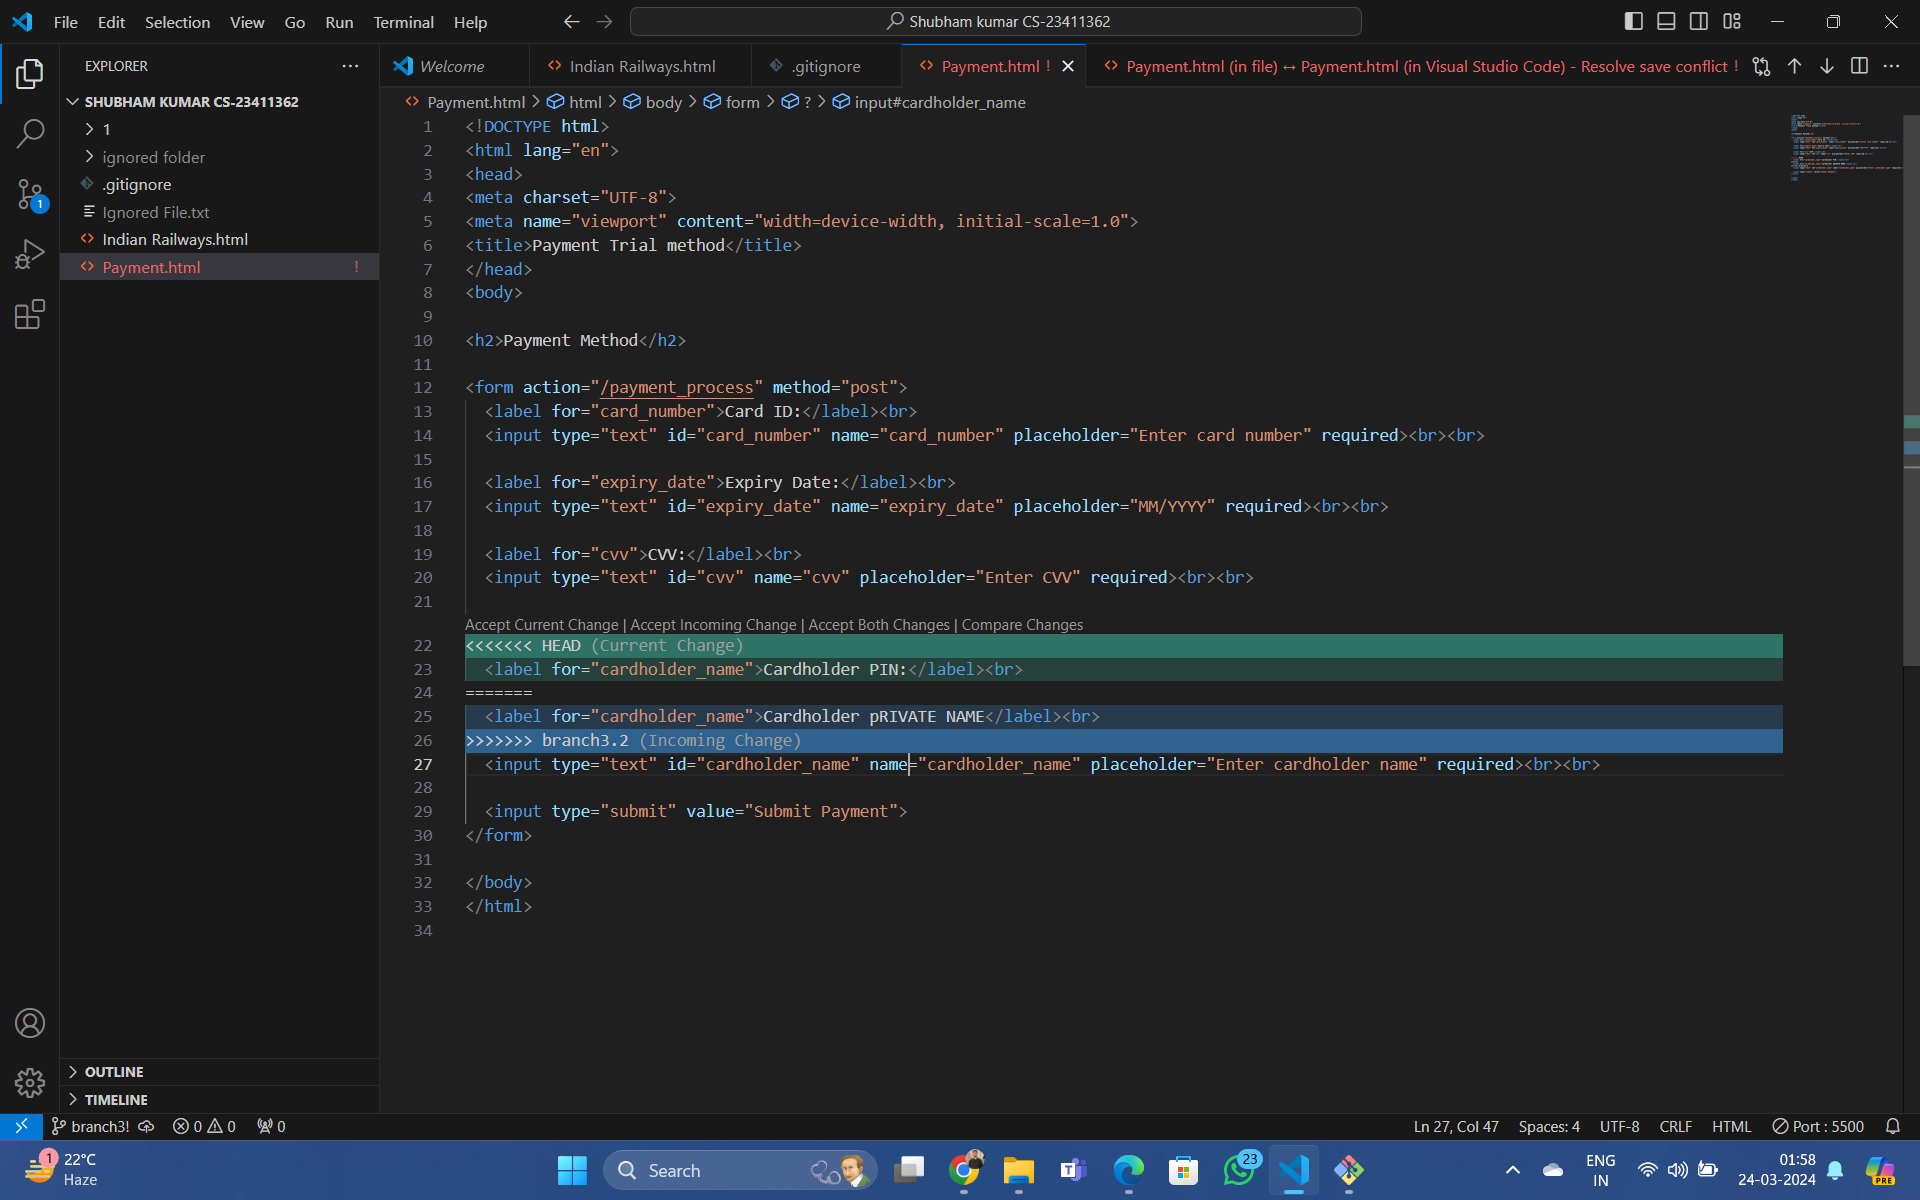 File Edit Selection View Go Run Terminal Help
Shubham kumar CS-23411362
EXPLORER
SHUBHAM KUMAR CS-23411362
1
ignored folder
.gitignore
Ignored File.txt
Indian Railways.html
Payment.html !
OUTLINE
TIMELINE
Welcome
Indian Railways.html
.gitignore
Payment.html !
Payment.html (in file) ↔ Payment.html (in Visual Studio Code) - Resolve save conflict !
Payment.html > html > body > form > ? > input#cardholder_name
1 <!DOCTYPE html>
2 <html lang="en">
3 <head>
4 <meta charset="UTF-8">
5 <meta name="viewport" content="width=device-width, initial-scale=1.0">
6 <title>Payment Trial method</title>
7 </head>
8 <body>
9
10 <h2>Payment Method</h2>
11
12 <form action="/payment_process" method="post">
13 <label for="card_number">Card ID:</label><br>
14 <input type="text" id="card_number" name="card_number" placeholder="Enter card number" required><br><br>
15
16 <label for="expiry_date">Expiry Date:</label><br>
17 <input type="text" id="expiry_date" name="expiry_date" placeholder="MM/YYYY" required><br><br>
18
19 <label for="cvv">CVV:</label><br>
20 <input type="text" id="cvv" name="cvv" placeholder="Enter CVV" required><br><br>
21
Accept Current Change | Accept Incoming Change | Accept Both Changes | Compare Changes
22 <<<<<<< HEAD (Current Change)
23 <label for="cardholder_name">Cardholder PIN:</label><br>
24 =======
25 <label for="cardholder_name">Cardholder pRIVATE NAME</label><br>
26 >>>>>>> branch3.2 (Incoming Change)
27 <input type="text" id="cardholder_name" name="cardholder_name" placeholder="Enter cardholder name" required><br><br>
28
29 <input type="submit" value="Submit Payment">
30 </form>
31
32 </body>
33 </html>
34
1
branch3! 0 0 0
Ln 27, Col 47 Spaces: 4 UTF-8 CRLF HTML Port : 5500
1
22°C
Haze
Search
23
PRE
ENG
IN
01:58
24-03-2024